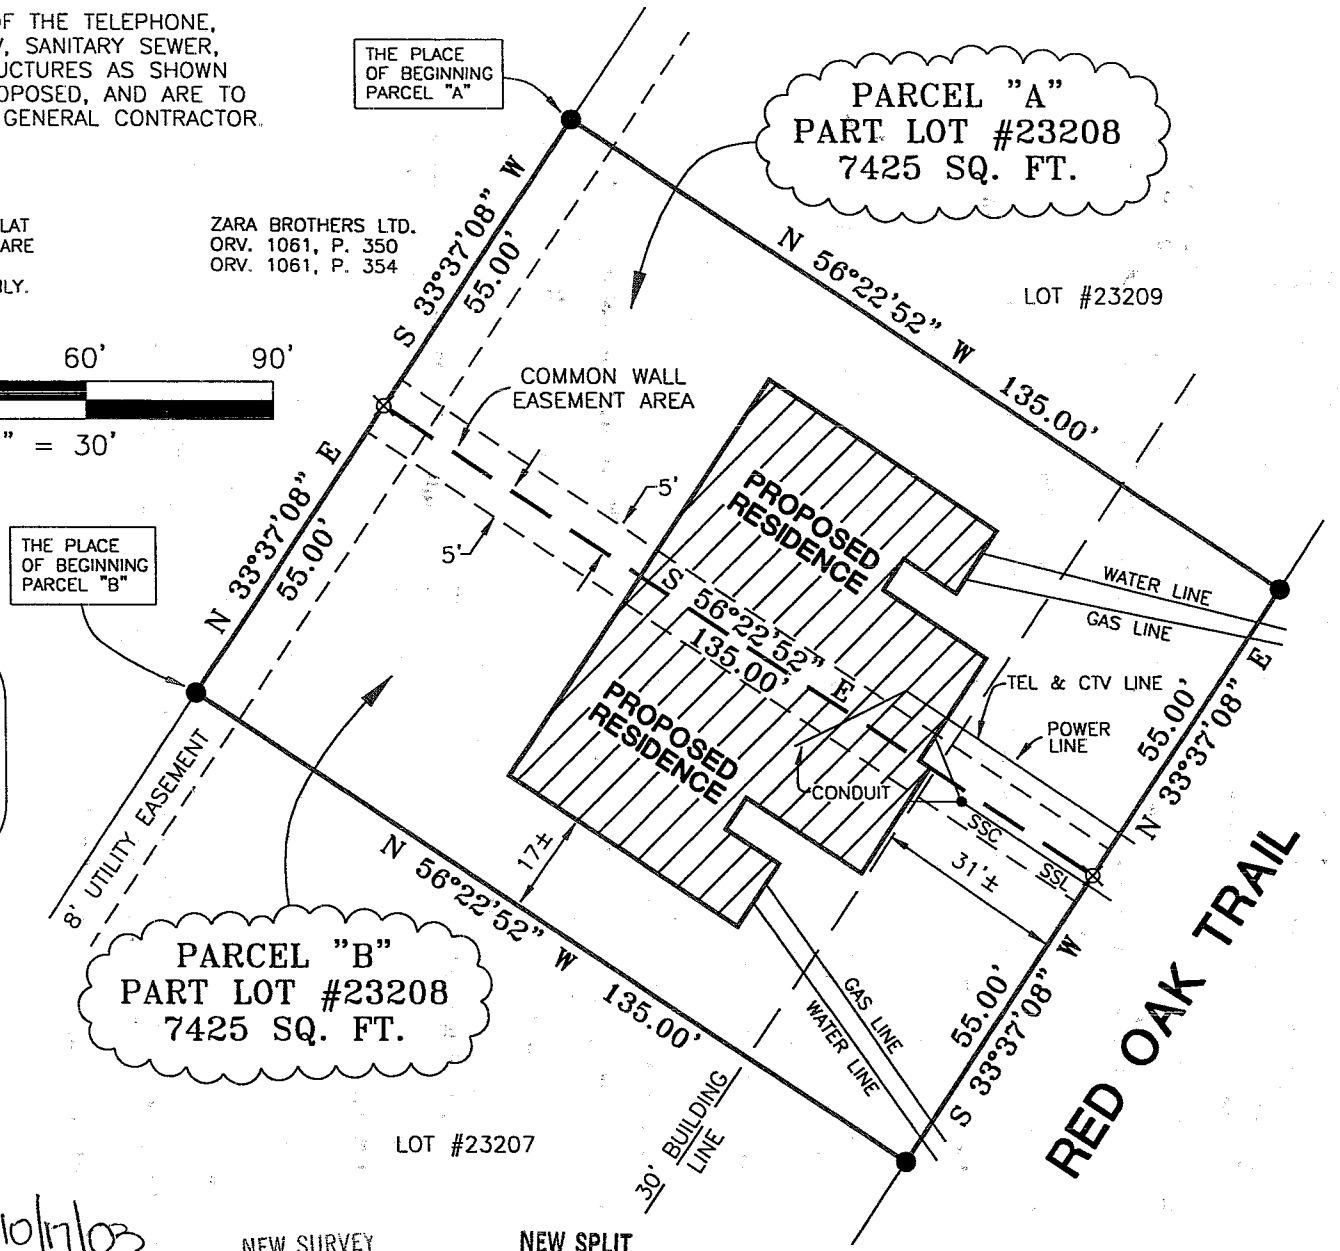 OF THE TELEPHONE,
SANITARY SEWER,
AS SHOWN
AND ARE TO
GENERAL CONTRACTOR.
THE PLACE
OF BEGINNING
PARCEL "A"
PARCEL "A"
PART LOT #23208
7425 SQ. FT.
ZARA BROTHERS LTD.
ORV. 1061, P. 350
ORV. 1061, P. 354
LOT #23209
60' 90'
" = 30'
S 33°37'08" W
55.00'
N 56°22'52" W 135.00'
COMMON WALL
EASEMENT AREA
5'
5'
N 33°37'08" E
55.00'
THE PLACE
OF BEGINNING
PARCEL "B"
PROPOSED
RESIDENCE
S 56°22'52" E
135.00'
PROPOSED
RESIDENCE
WATER LINE
GAS LINE
TEL & CTV LINE
POWER
LINE
CONDUIT
SSC
SSL
31'±
17'±
N 33°37'08" E
55.00'
S 33°37'08" W
55.00'
RED OAK TRAIL
8' UTILITY EASEMENT
N 56°22'52" W 135.00'
PARCEL "B"
PART LOT #23208
7425 SQ. FT.
GAS LINE
WATER LINE
30' BUILDING
LINE
LOT #23207
10/17/03
NEW SURVEY
NEW SPLIT